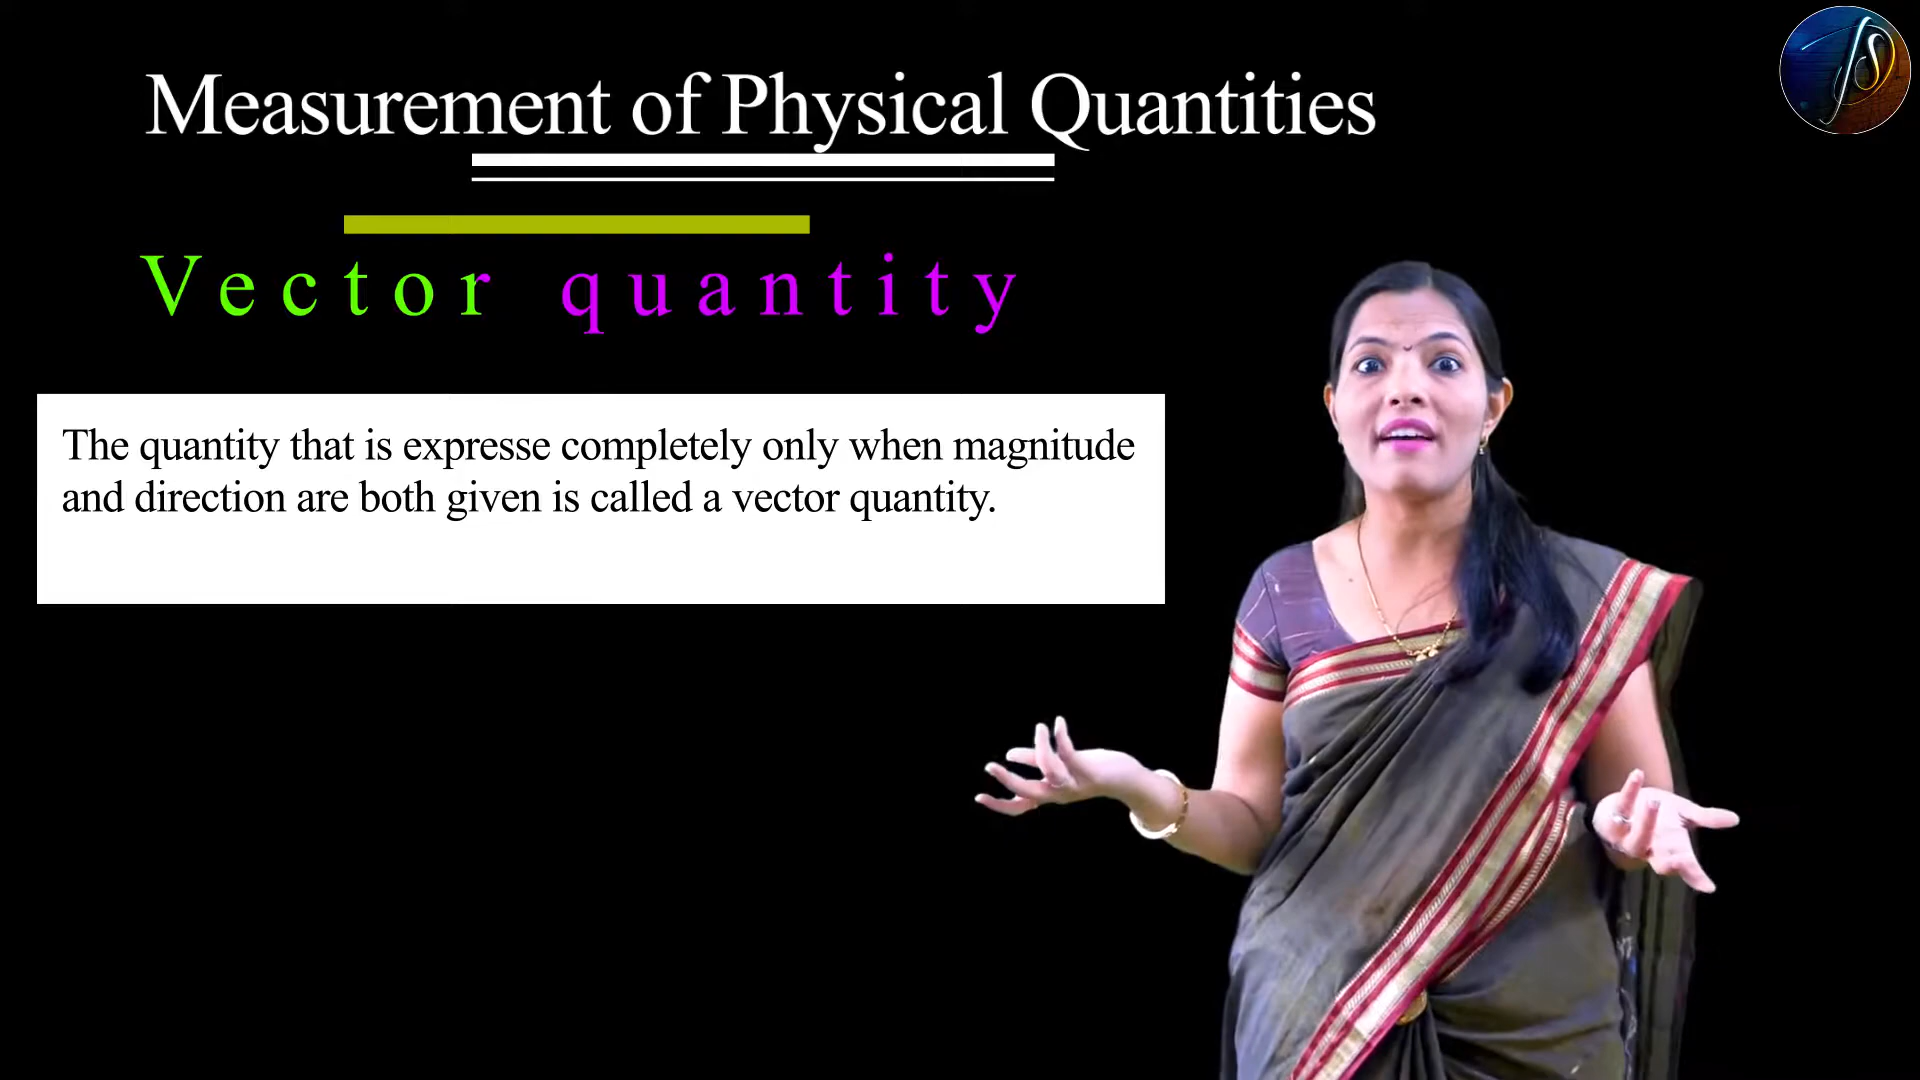 Measurement of Physical Quantities
Vector quantity
The quantity that is expresse completely only when magnitude
and direction are both given is called a vector quantity.